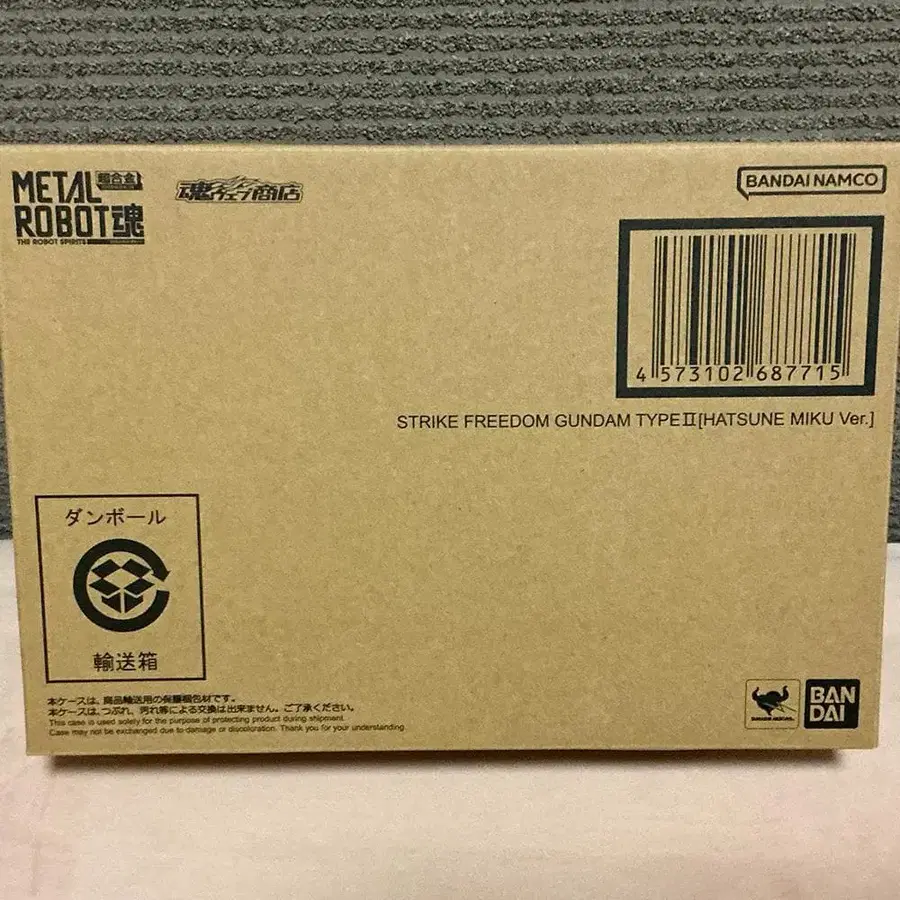 METAL 超合金
ROBOT魂
THE ROBOT SPIRITS
魂ウェブ商店
BANDAI NAMCO
4 573102 687715
STRIKE FREEDOM GUNDAM TYPEⅡ[HATSUNE MIKU Ver.]
ダンボール
輸送箱
本ケースは、商品輸送用の保護梱包材です。
本ケースは、つぶれ、汚れ等による交換は出来ません。ご了承ください。
This case is used solely for the purpose of protecting product during shipment.
Case may not be exchanged due to damage or discoloration. Thank you for your understanding.
BAN
DAI